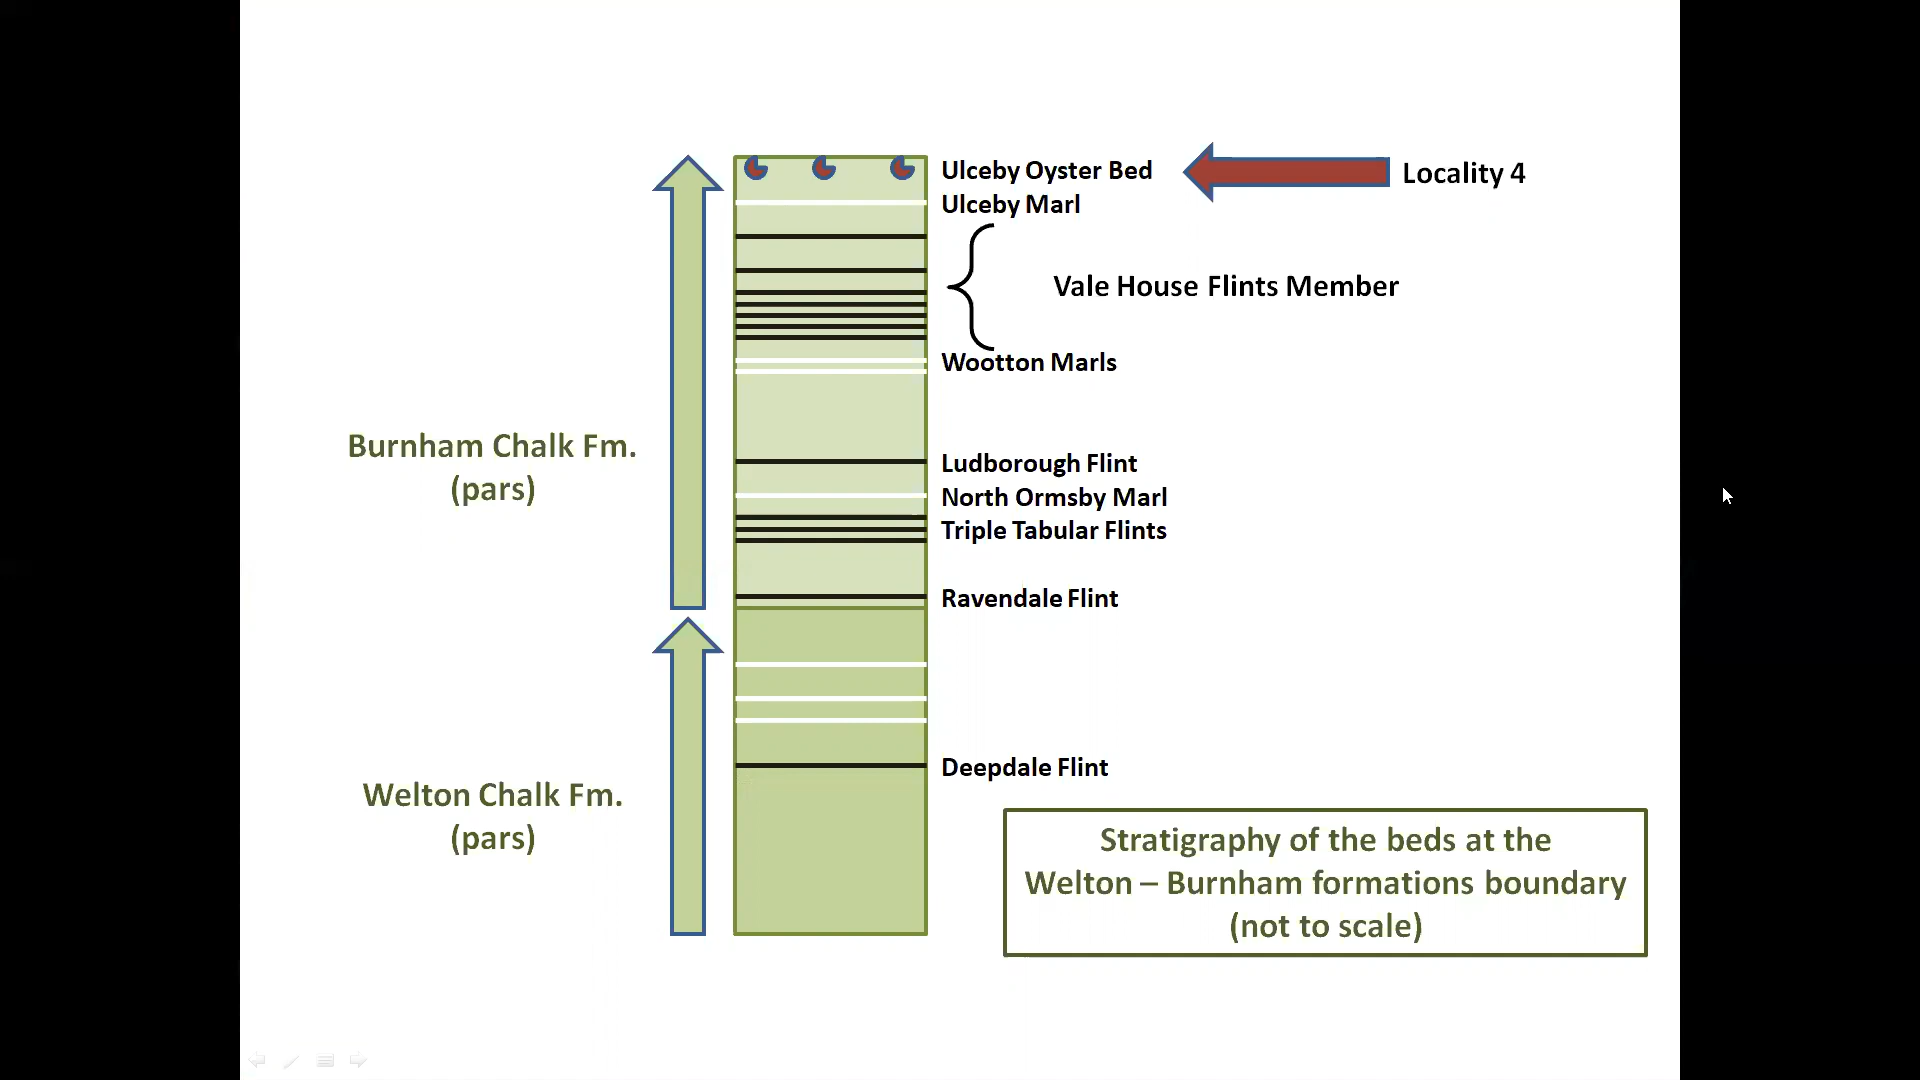 Ulceby Oyster Bed
Locality 4
Ulceby Marl
Vale House Flints Member
Wootton Marls
Burnham Chalk Fm.
(pars)
Ludborough Flint
North Ormsby Marl
Triple Tabular Flints
Ravendale Flint
Deepdale Flint
Welton Chalk Fm.
(pars)
Stratigraphy of the beds at the
Welton – Burnham formations boundary
(not to scale)